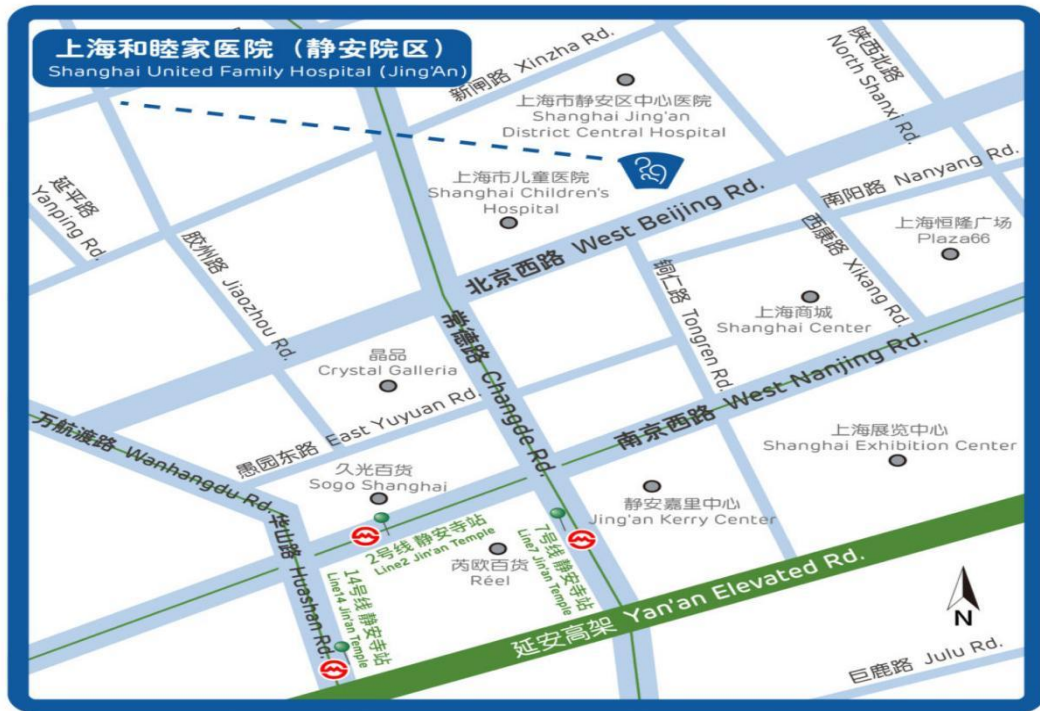 上海和睦家医院（静安院区）
Shanghai United Family Hospital (Jing'An)
新闸路 Xinzha Rd.
陕西北路
North Shanxi Rd.
上海市静安区中心医院
Shanghai Jing'an
District Central Hospital
上海市儿童医院
Shanghai Children's
Hospital
延平路
Yanping Rd.
胶州路 Jiaozhou Rd.
北京西路 West Beijing Rd.
南阳路 Nanyang Rd.
上海恒隆广场
Plaza66
西康路 Xikang Rd.
铜仁路 Tongren Rd.
上海商城
Shanghai Center
常德路 Changde Rd.
晶品
Crystal Galleria
愚园东路 East Yuyuan Rd.
南京西路 West Nanjing Rd.
万航渡路 Wanhangdu Rd.
久光百货
Sogo Shanghai
上海展览中心
Shanghai Exhibition Center
静安嘉里中心
Jing'an Kerry Center
华山路 Huashan Rd.
2号线 静安寺站
Line2 Jin'an Temple
7号线 静安寺站
Line7 Jin'an Temple
14号线 静安寺站
Line14 Jin'an Temple
芮欧百货
Réel
延安高架 Yan'an Elevated Rd.
N
巨鹿路 Julu Rd.